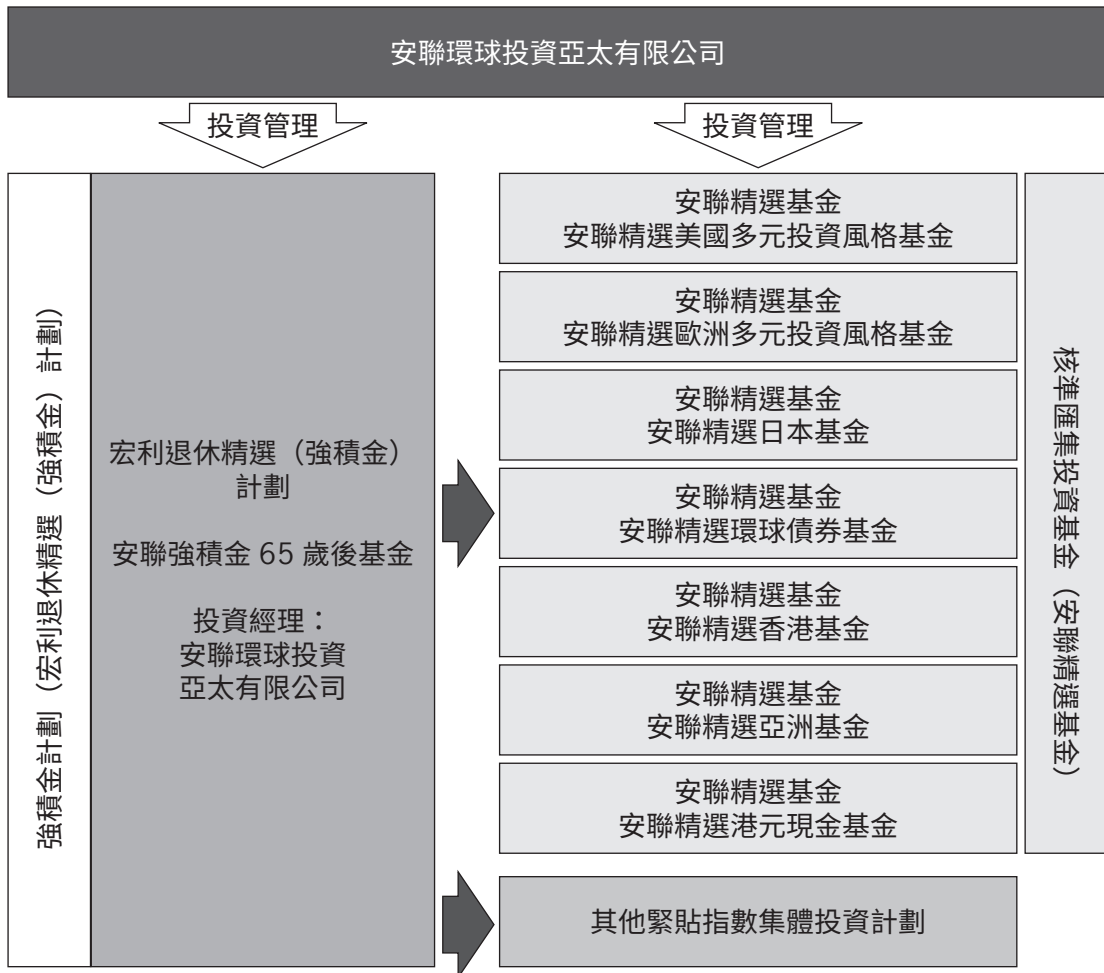 安聯環球投資亞太有限公司
投資管理
投資管理
強積金計劃（宏利退休精選（強積金）計劃）
宏利退休精選（強積金）
計劃
安聯強積金 65 歲後基金
投資經理：
安聯環球投資
亞太有限公司
安聯精選基金
安聯精選美國多元投資風格基金
安聯精選基金
安聯精選歐洲多元投資風格基金
安聯精選基金
安聯精選日本基金
安聯精選基金
安聯精選環球債券基金
安聯精選基金
安聯精選香港基金
安聯精選基金
安聯精選亞洲基金
安聯精選基金
安聯精選港元現金基金
核準匯集投資基金（安聯精選基金）
其他緊貼指數集體投資計劃